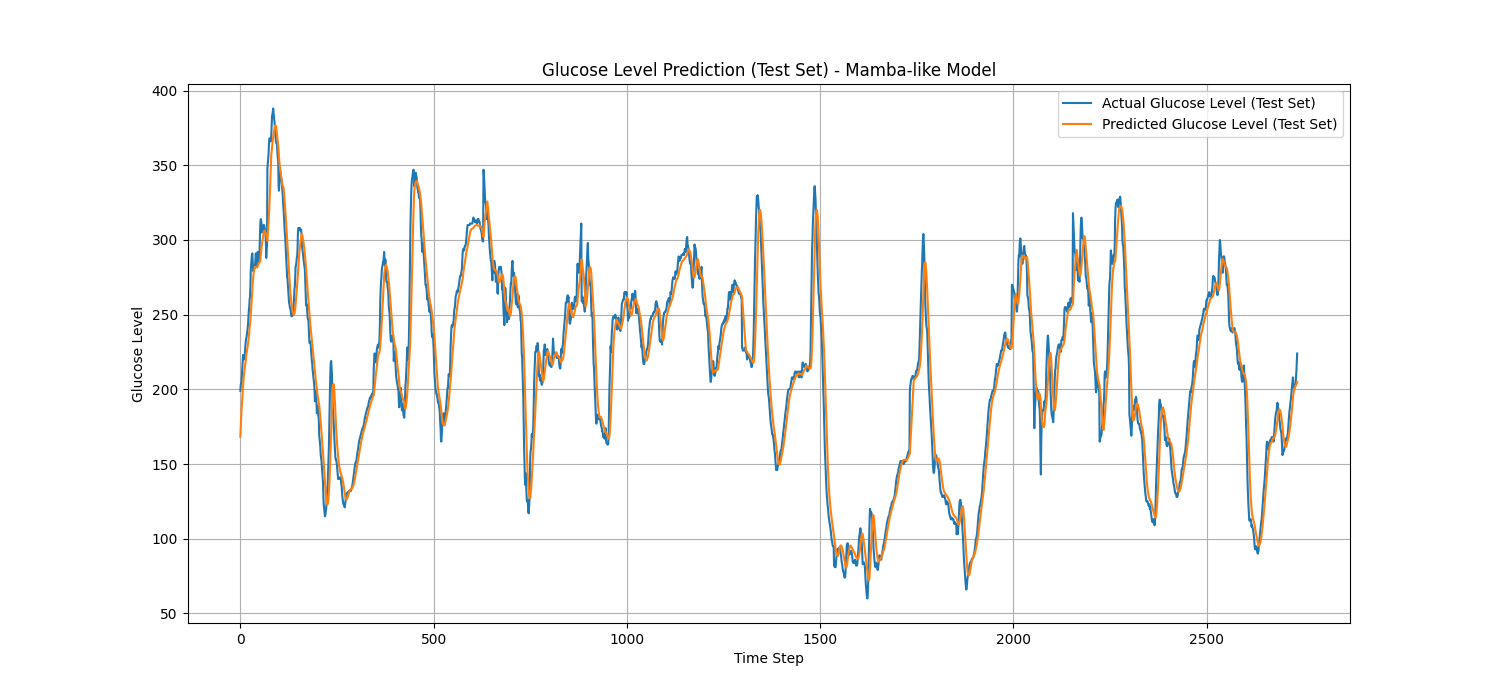 Glucose Level Prediction (Test Set) - Mamba-like Model
Actual Glucose Level (Test Set)
Predicted Glucose Level (Test Set)
Glucose Level
400
350
300
250
200
150
100
50
0 500 1000 1500 2000 2500
Time Step